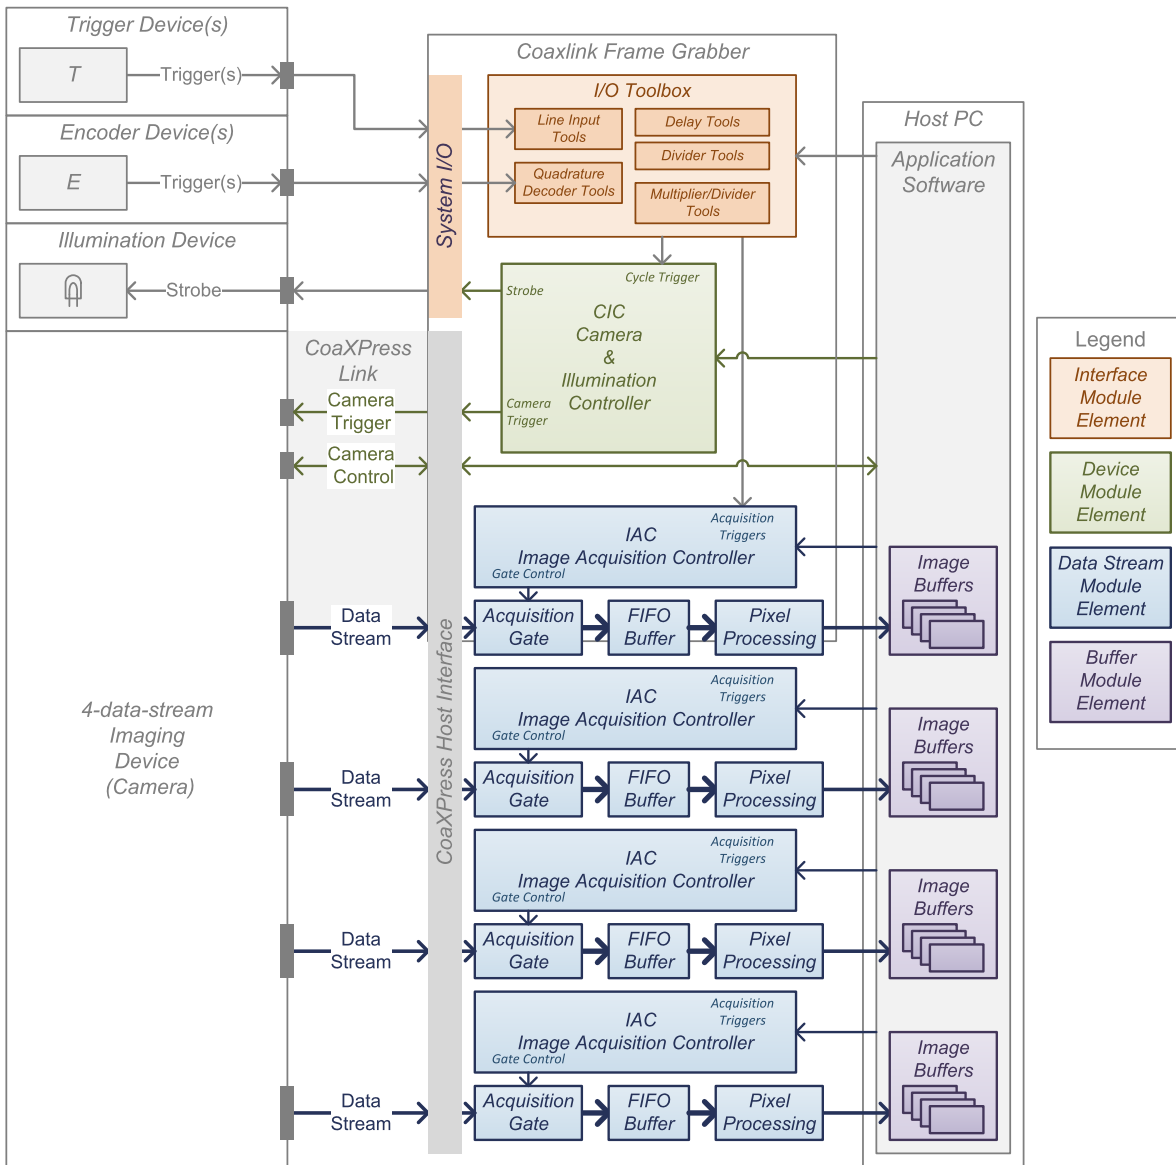 Trigger Device(s)
T
Trigger(s)
Encoder Device(s)
E
Trigger(s)
Illumination Device
Strobe
CoaXPress
Link
Camera
Trigger
Camera
Control
4-data-stream
Imaging
Device
(Camera)
Data
Stream
Data
Stream
Data
Stream
Data
Stream
Coaxlink Frame Grabber
System I/O
CoaXPress Host Interface
I/O Toolbox
Line Input
Tools
Quadrature
Decoder Tools
Delay Tools
Divider Tools
Multiplier/Divider
Tools
Cycle Trigger
Strobe
CIC
Camera
&
Illumination
Controller
Camera
Trigger
Acquisition
Triggers
IAC
Image Acquisition Controller
Gate Control
Acquisition
Gate
FIFO
Buffer
Pixel
Processing
Acquisition
Triggers
IAC
Image Acquisition Controller
Gate Control
Acquisition
Gate
FIFO
Buffer
Pixel
Processing
Acquisition
Triggers
IAC
Image Acquisition Controller
Gate Control
Acquisition
Gate
FIFO
Buffer
Pixel
Processing
Acquisition
Triggers
IAC
Image Acquisition Controller
Gate Control
Acquisition
Gate
FIFO
Buffer
Pixel
Processing
Host PC
Application
Software
Image
Buffers
Image
Buffers
Image
Buffers
Image
Buffers
Legend
Interface
Module
Element
Device
Module
Element
Data Stream
Module
Element
Buffer
Module
Element